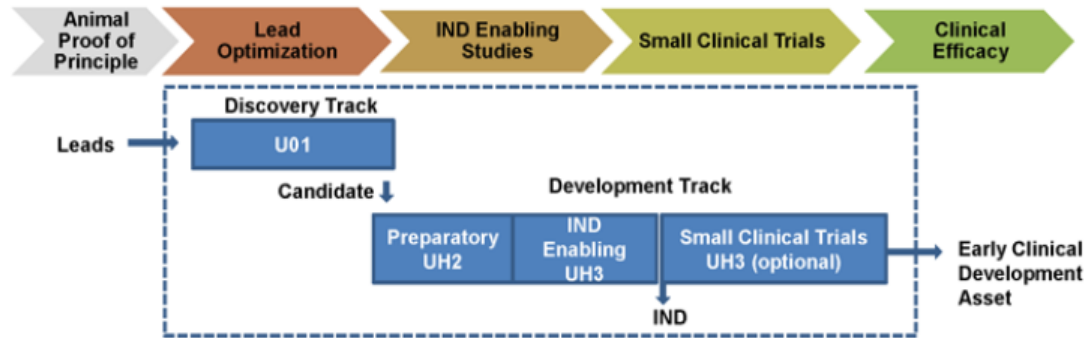 Animal
Proof of
Principle
Lead
Optimization
IND Enabling
Studies
Small Clinical Trials
Clinical
Efficacy
Discovery Track
Leads
U01
Candidate
Development Track
Preparatory
UH2
IND
Enabling
UH3
Small Clinical Trials
UH3 (optional)
Early Clinical
Development
Asset
IND